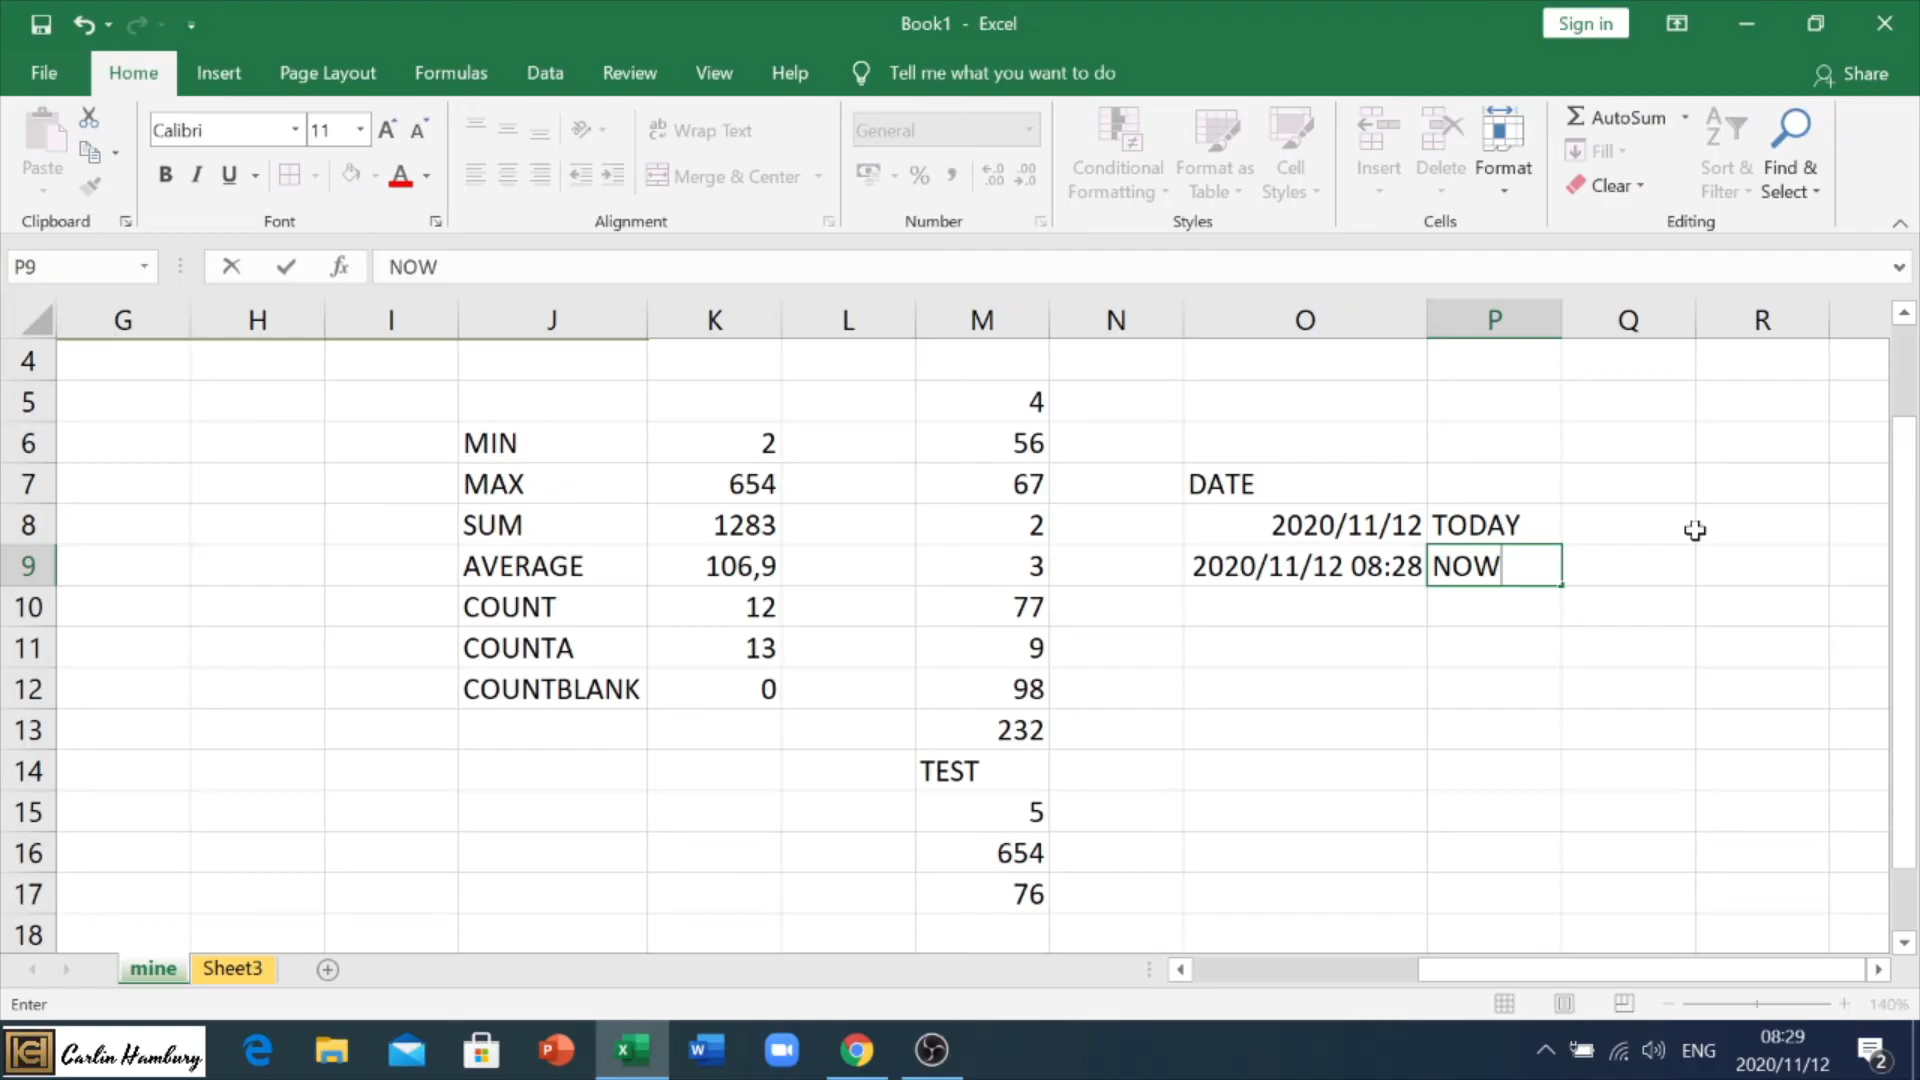 Book1 - Excel
Sign in
File Home Insert Page Layout Formulas Data Review View Help Tell me what you want to do Share
Paste
Clipboard
Calibri 11
B I U
Font
Wrap Text
Merge & Center
Alignment
General
Number
Conditional Formatting
Format as Table
Cell Styles
Styles
Insert Delete Format
Cells
AutoSum
Fill
Clear
Sort & Filter
Find & Select
Editing
P9 fx NOW
G H I J K L M N O P Q R
4
5 4
6 MIN 2 56
7 MAX 654 67 DATE
8 SUM 1283 2 2020/11/12 TODAY
9 AVERAGE 106,9 3 2020/11/12 08:28 NOW
10 COUNT 12 77
11 COUNTA 13 9
12 COUNTBLANK 0 98
13 232
14 TEST
15 5
16 654
17 76
18
mine Sheet3
Enter 140%
Carlin Hambury
ENG
08:29
2020/11/12
2